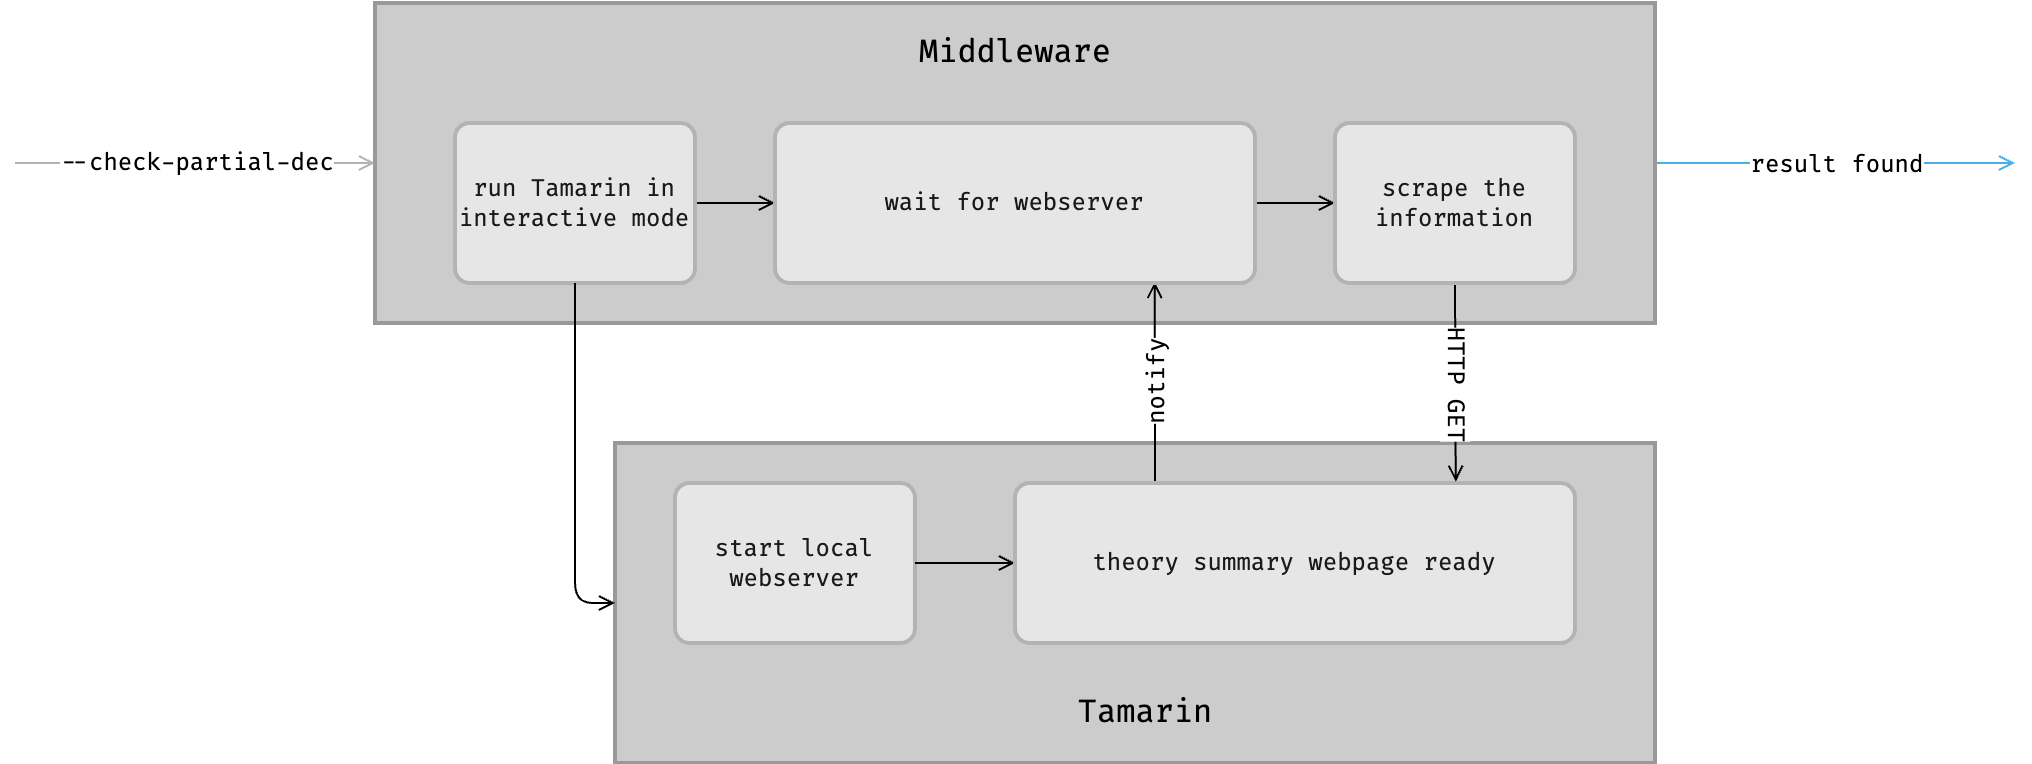 Middleware
--check-partial-dec
run Tamarin in
interactive mode
wait for webserver
scrape the
information
result found
notify
HTTP GET
start local
webserver
theory summary webpage ready
Tamarin